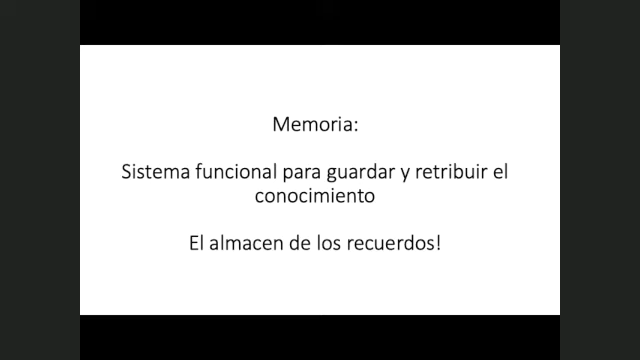 Memoria:
Sistema funcional para guardar y retribuir el
conocimiento
El almacen de los recuerdos!